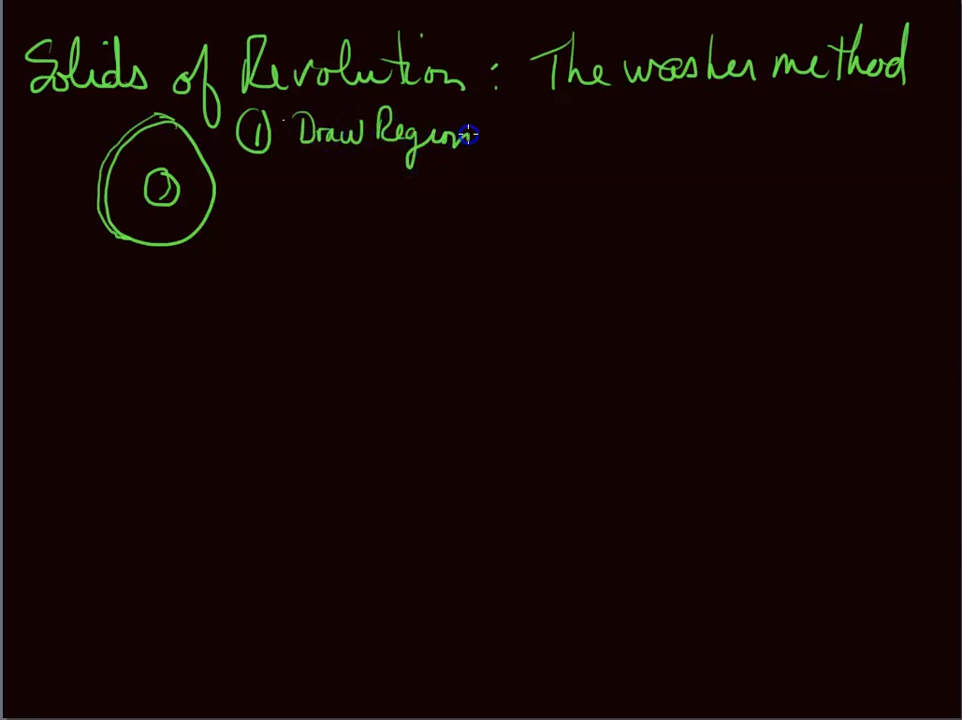 Solids of Revolution : The washer method
① Draw Region